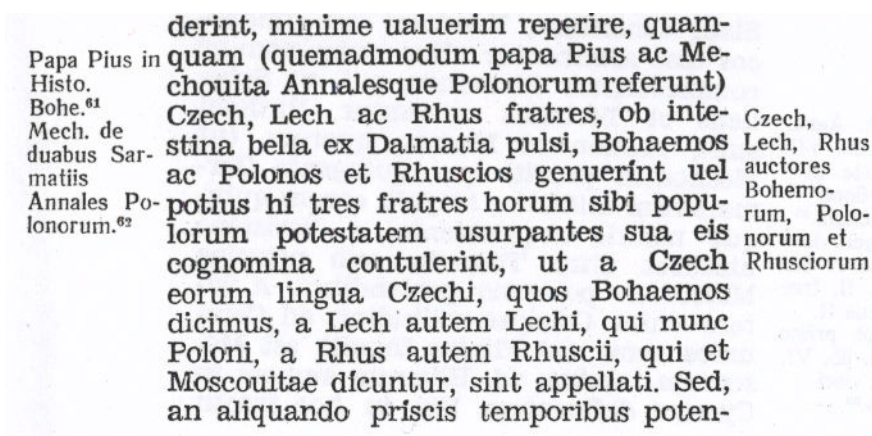 derint, minime ualuerim reperire, quam-
quam (quemadmodum papa Pius ac Me-
chouita Annalesque Polonorum referunt)
Czech, Lech ac Rhus fratres, ob inte-
stina bella ex Dalmatia pulsi, Bohaemos
ac Polonos et Rhuscios genuerint uel
potius hi tres fratres horum sibi popu-
lorum potestatem usurpantes sua eis
cognomina contulerint, ut a Czech
eorum lingua Czechi, quos Bohaemos
dicimus, a Lech autem Lechi, qui nunc
Poloni, a Rhus autem Rhuscii, qui et
Moscouitae dicuntur, sint appellati. Sed,
an aliquando priscis temporibus poten-
Papa Pius in
Histo.
Bohe.⁶¹
Mech. de
duabus Sar-
matiis
Annales Po-
lonorum.⁶²
Czech,
Lech, Rhus
auctores
Bohemo-
rum, Polo-
norum et
Rhusciorum